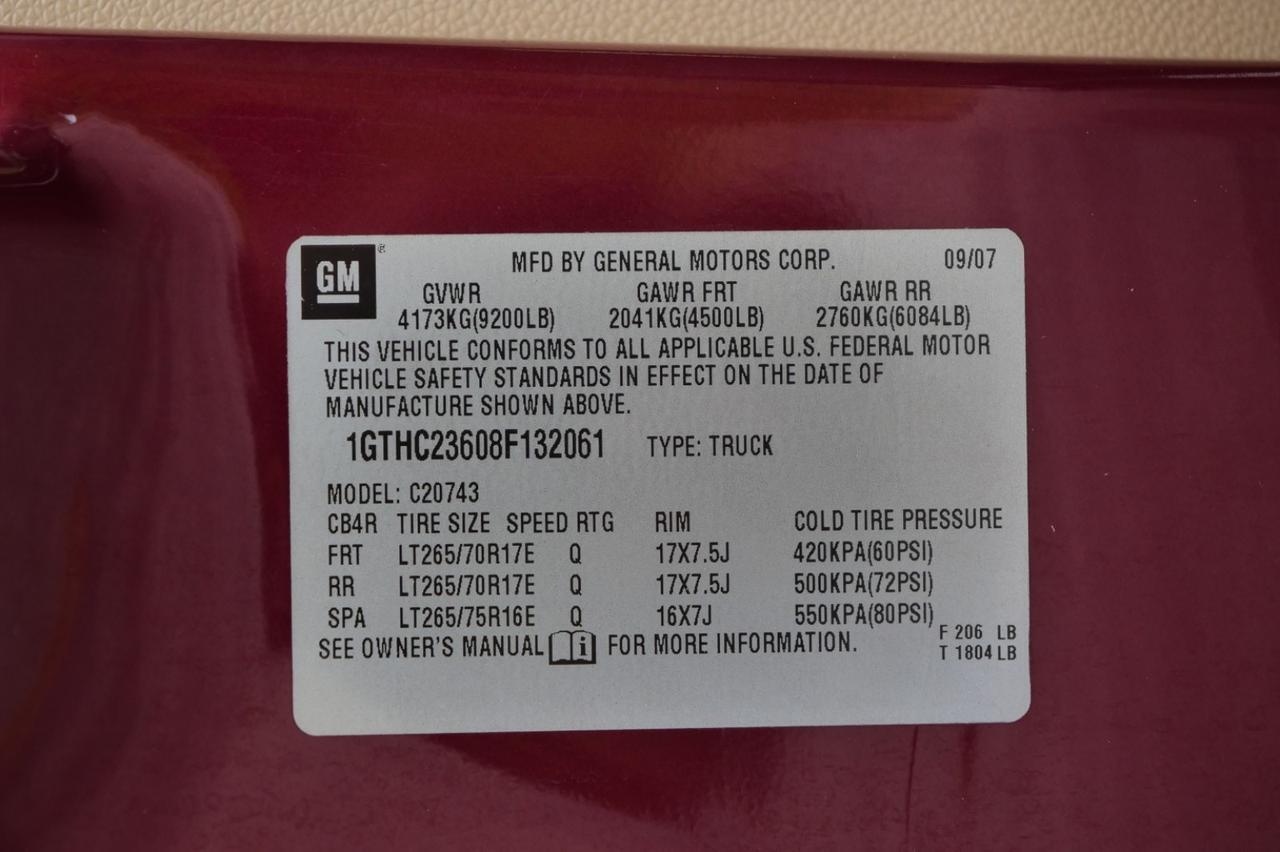 GM ® MFD BY GENERAL MOTORS CORP. 09/07
GVWR GAWR FRT GAWR RR
4173KG(9200LB) 2041KG(4500LB) 2760KG(6084LB)
THIS VEHICLE CONFORMS TO ALL APPLICABLE U.S. FEDERAL MOTOR
VEHICLE SAFETY STANDARDS IN EFFECT ON THE DATE OF
MANUFACTURE SHOWN ABOVE.
1GTHC23608F132061 TYPE: TRUCK
MODEL: C20743
CB4R TIRE SIZE SPEED RTG RIM COLD TIRE PRESSURE
FRT LT265/70R17E Q 17X7.5J 420KPA(60PSI)
RR LT265/70R17E Q 17X7.5J 500KPA(72PSI)
SPA LT265/75R16E Q 16X7J 550KPA(80PSI)
SEE OWNER'S MANUAL i FOR MORE INFORMATION.
F 206 LB
T 1804 LB